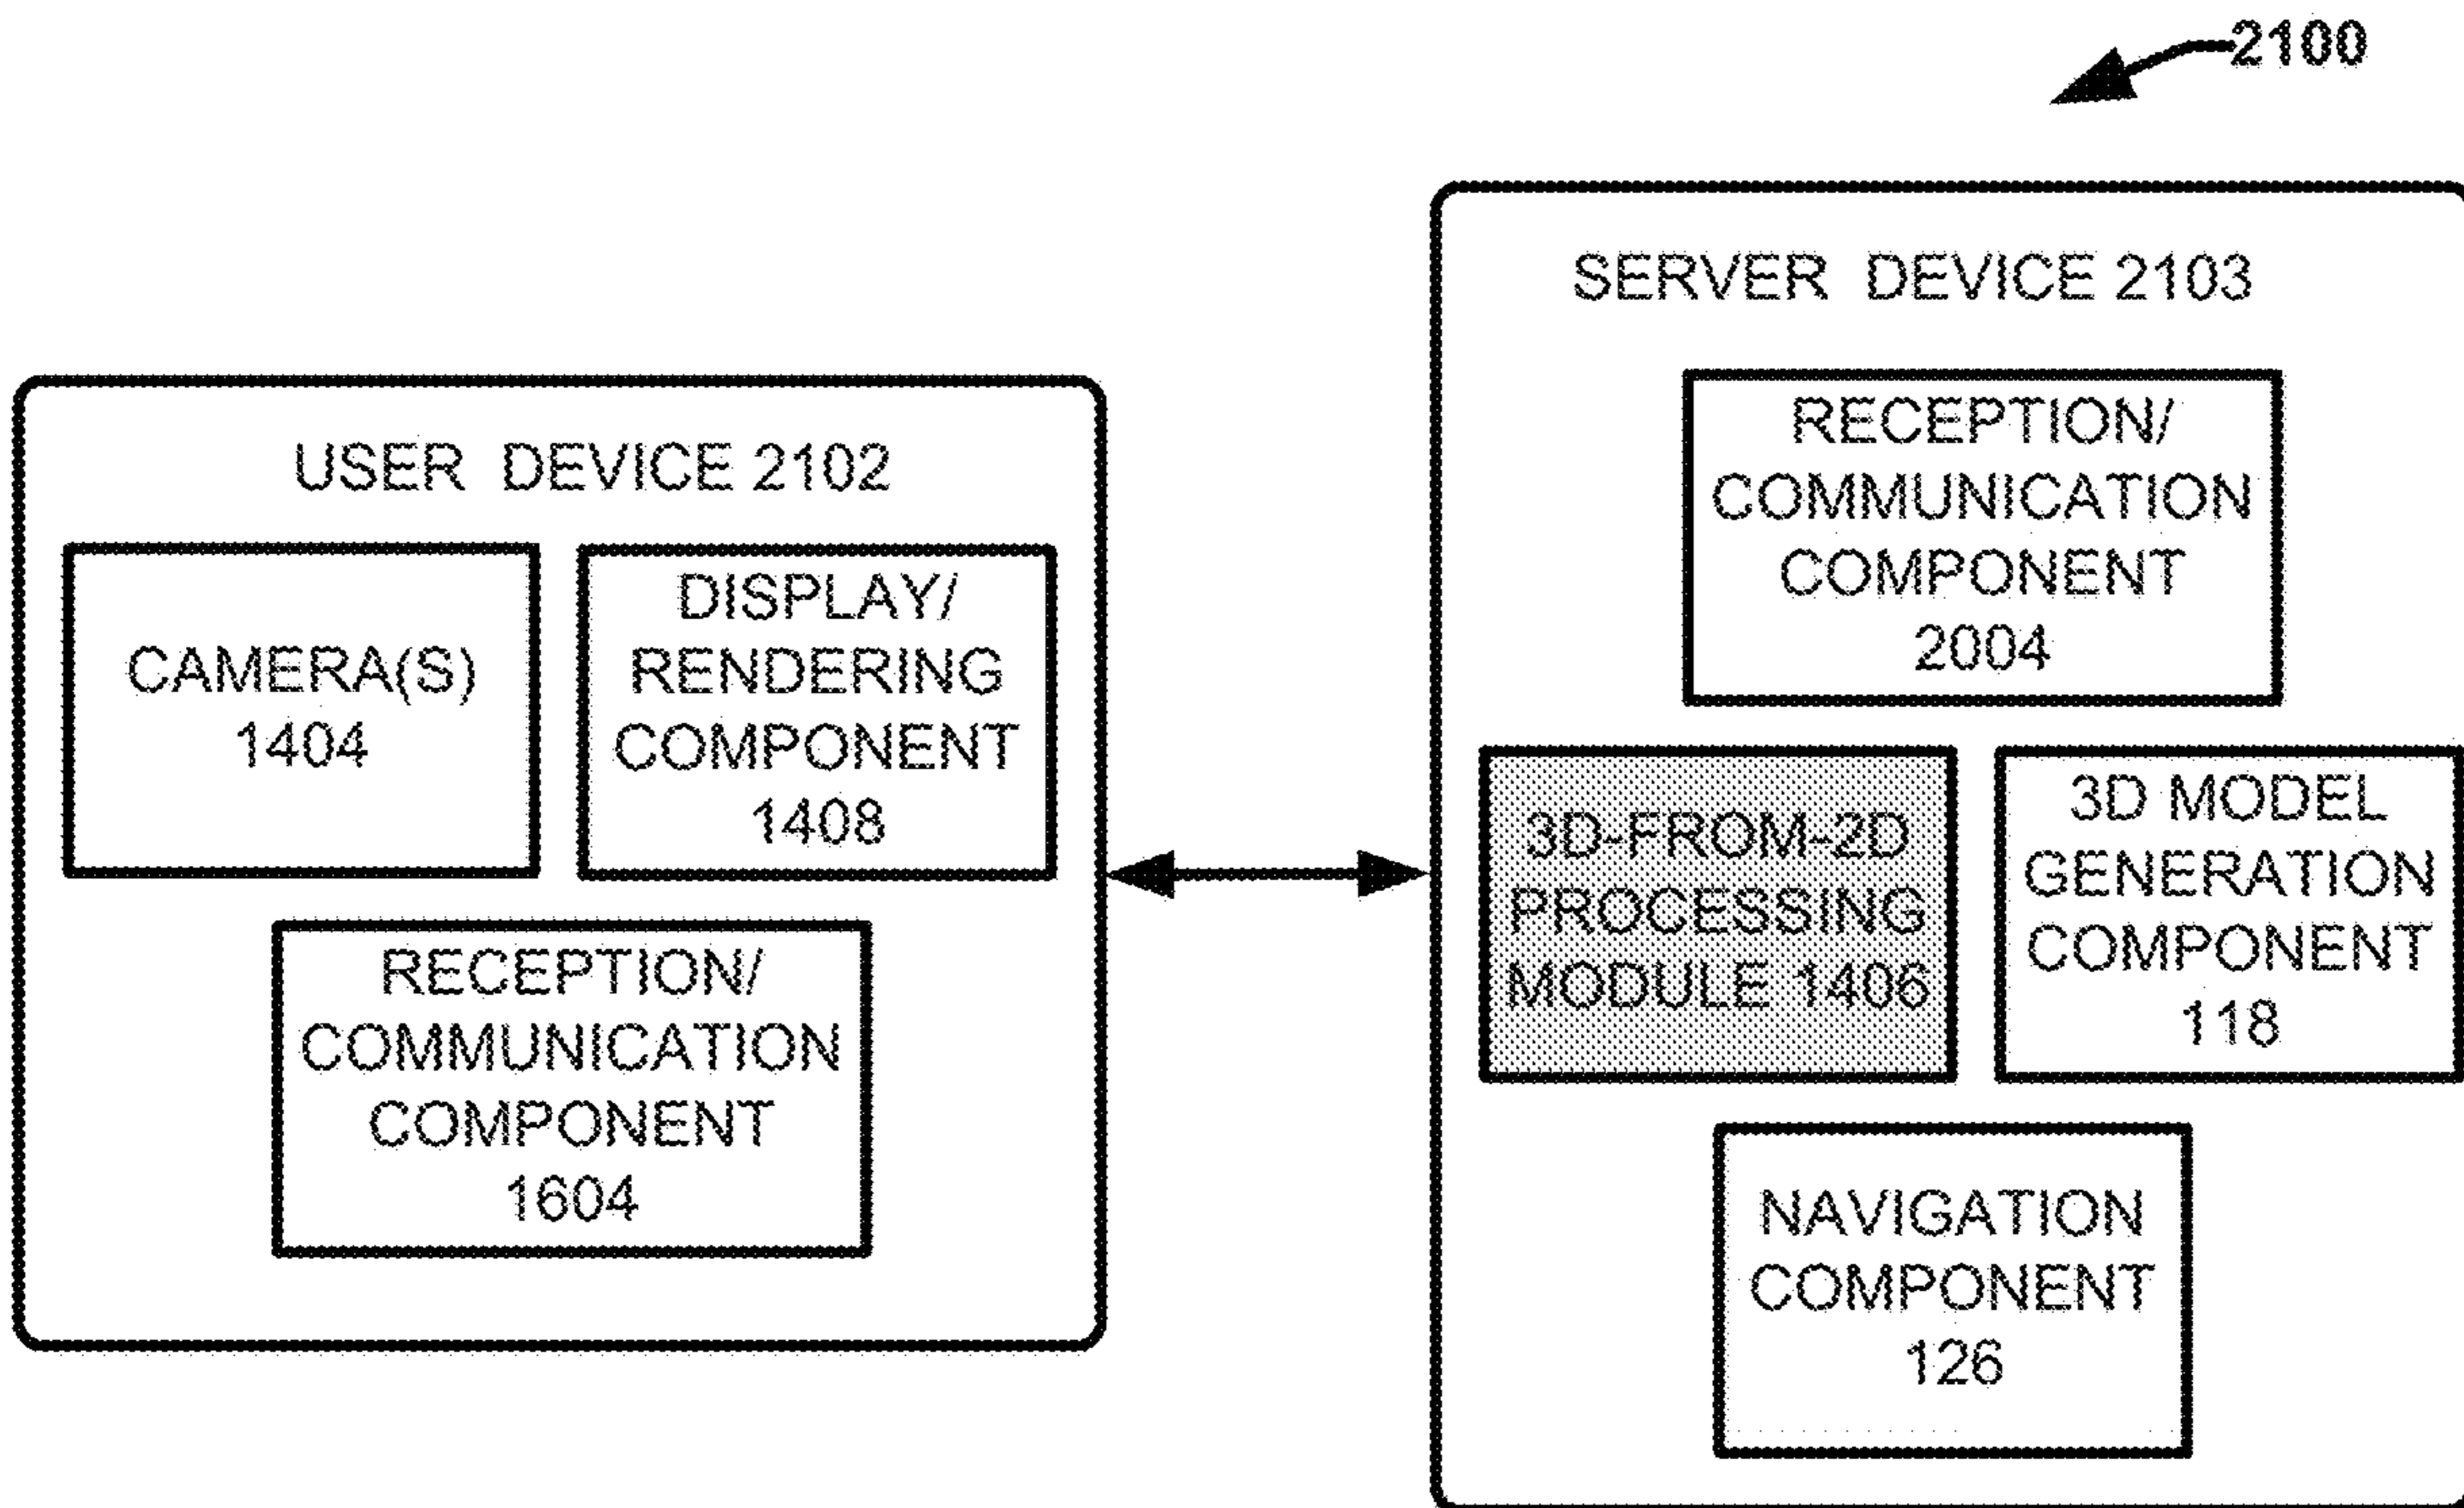 2100
USER DEVICE 2102
CAMERA(S)
1404
DISPLAY/
RENDERING
COMPONENT
1408
RECEPTION/
COMMUNICATION
COMPONENT
1604
SERVER DEVICE 2103
RECEPTION/
COMMUNICATION
COMPONENT
2004
3D-FROM-2D
PROCESSING
MODULE 1406
3D MODEL
GENERATION
COMPONENT
118
NAVIGATION
COMPONENT
126